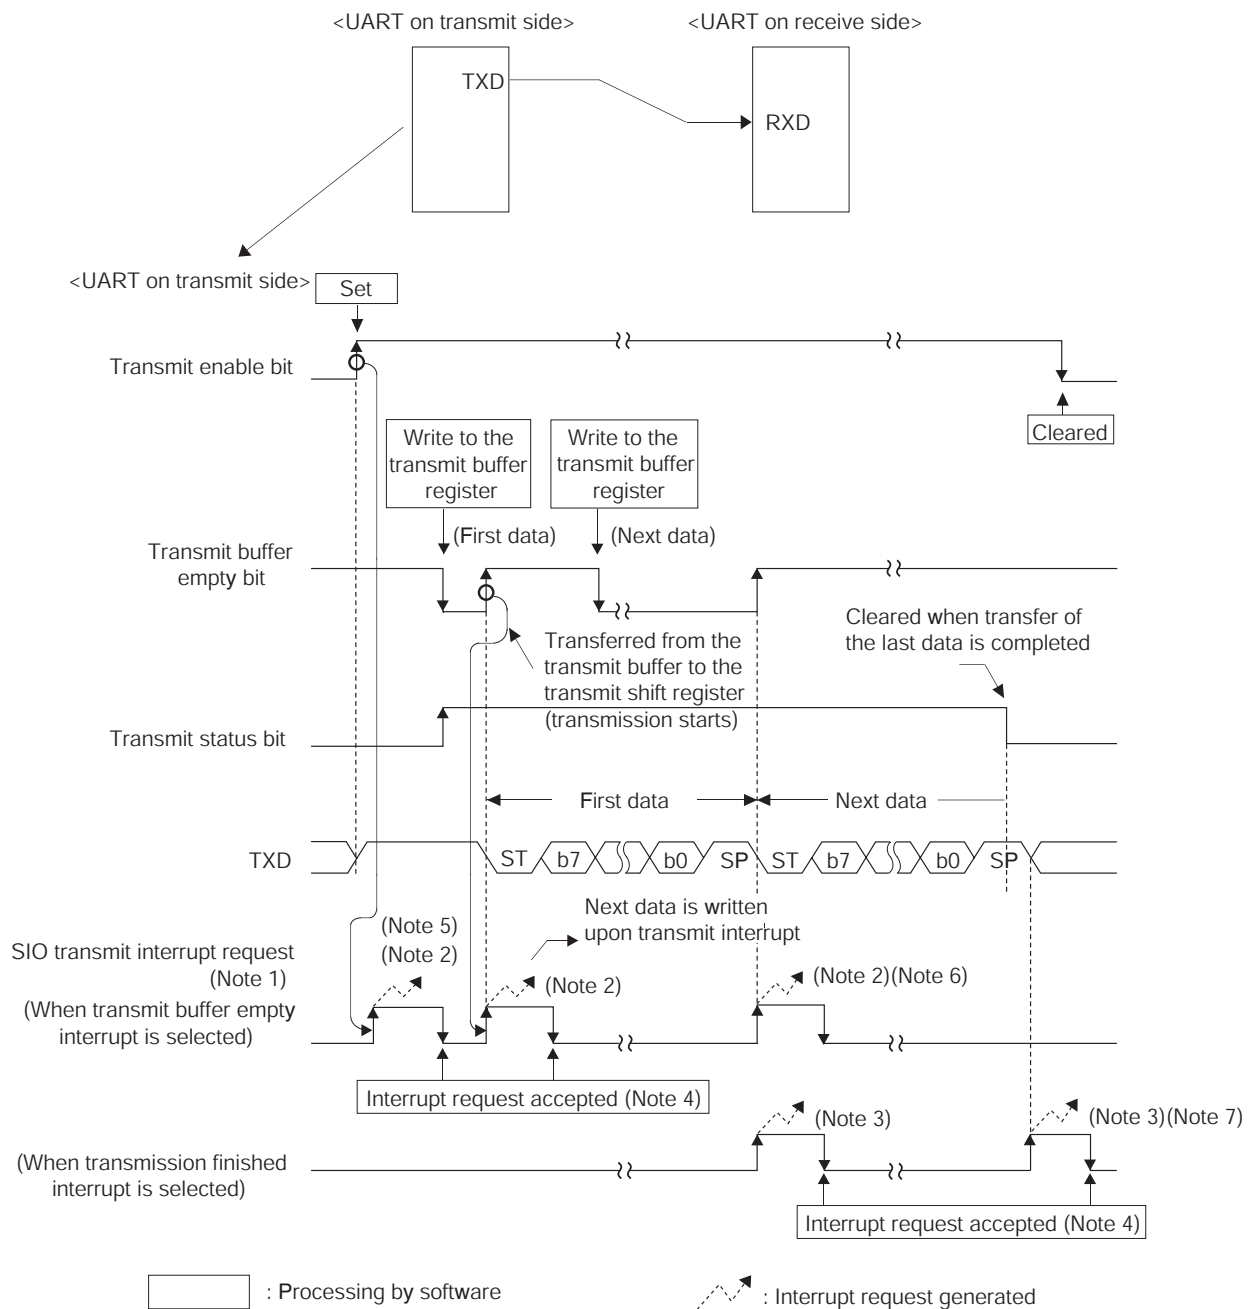 <UART on transmit side>
<UART on receive side>
TXD
RXD
<UART on transmit side>
Set
Transmit enable bit
Cleared
Write to the
transmit buffer
register
Write to the
transmit buffer
register
(First data)
(Next data)
Transmit buffer
empty bit
Cleared when transfer of
the last data is completed
Transferred from the
transmit buffer to the
transmit shift register
(transmission starts)
Transmit status bit
First data
Next data
TXD
ST
b7
b0
SP
ST
b7
b0
SP
Next data is written
upon transmit interrupt
(Note 5)
(Note 2)
SIO transmit interrupt request
(Note 1)
(When transmit buffer empty
interrupt is selected)
(Note 2)
(Note 2)(Note 6)
Interrupt request accepted (Note 4)
(Note 3)
(Note 3)(Note 7)
(When transmission finished
interrupt is selected)
Interrupt request accepted (Note 4)
: Processing by software
: Interrupt request generated